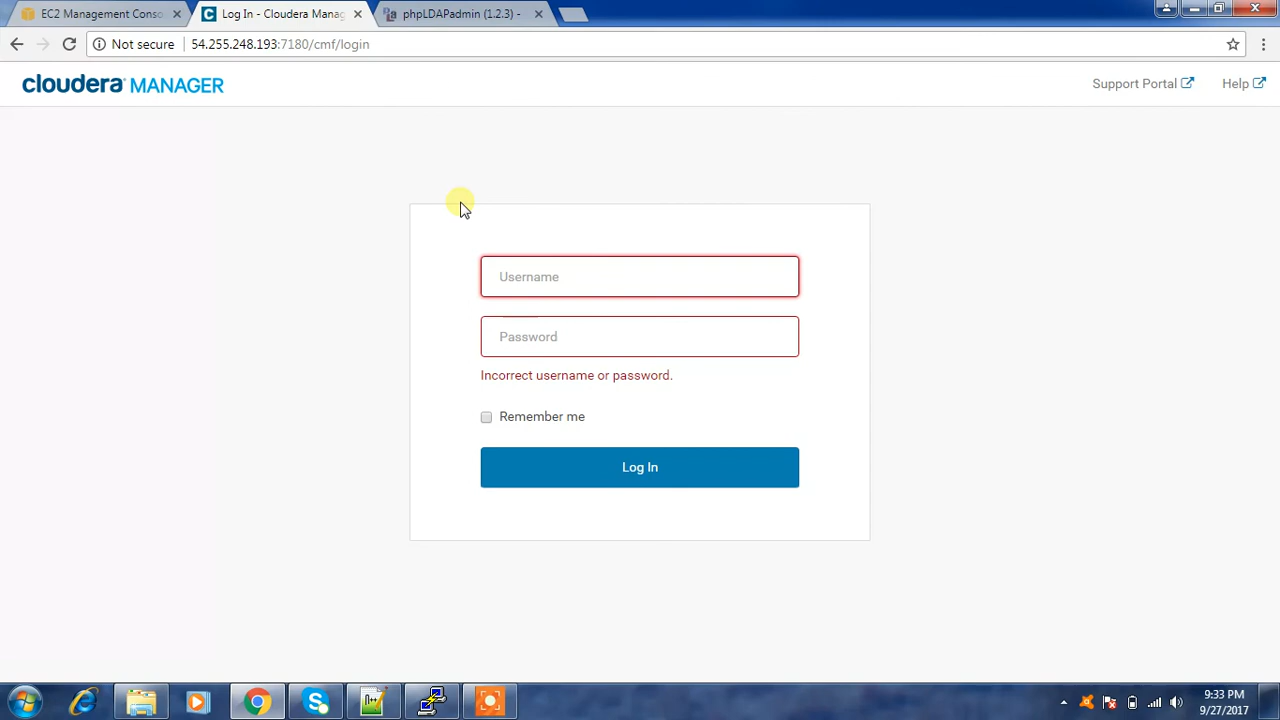 EC2 Management Conso
Log In - Cloudera Manag
phpLDAPadmin (1.2.3) -
Not secure
54.255.248.193:7180/cmf/login
cloudera MANAGER
Support Portal
Help
Username
Password
Incorrect username or password.
Remember me
Log In
9:33 PM
9/27/2017